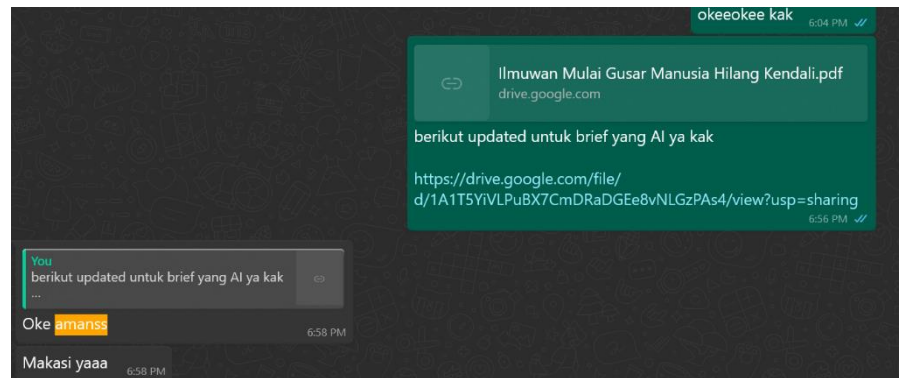 okeeokee kak
6:04 PM
Ilmuwan Mulai Gusar Manusia Hilang Kendali.pdf
drive.google.com
berikut updated untuk brief yang AI ya kak
https://drive.google.com/file/
d/1A1T5YiVLPuBX7CmDRaDGEe8vNLGzPAs4/view?usp=sharing
6:56 PM
You
berikut updated untuk brief yang AI ya kak
...
Oke amanss
6:58 PM
Makasi yaaa
6:58 PM